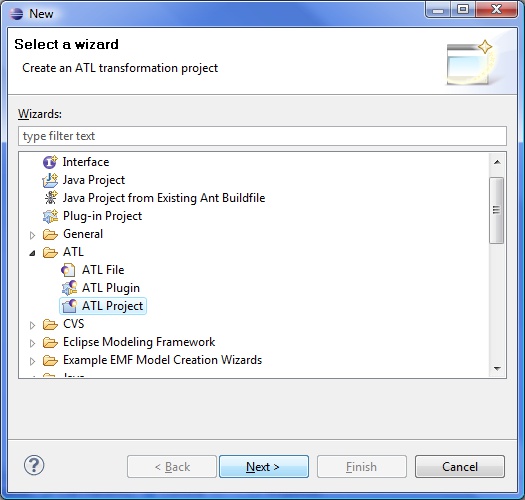 New
Select a wizard
Create an ATL transformation project
Wizards:
type filter text
Interface
Java Project
Java Project from Existing Ant Buildfile
Plug-in Project
General
ATL
ATL File
ATL Plugin
ATL Project
CVS
Eclipse Modeling Framework
Example EMF Model Creation Wizards
Java
< Back
Next >
Finish
Cancel